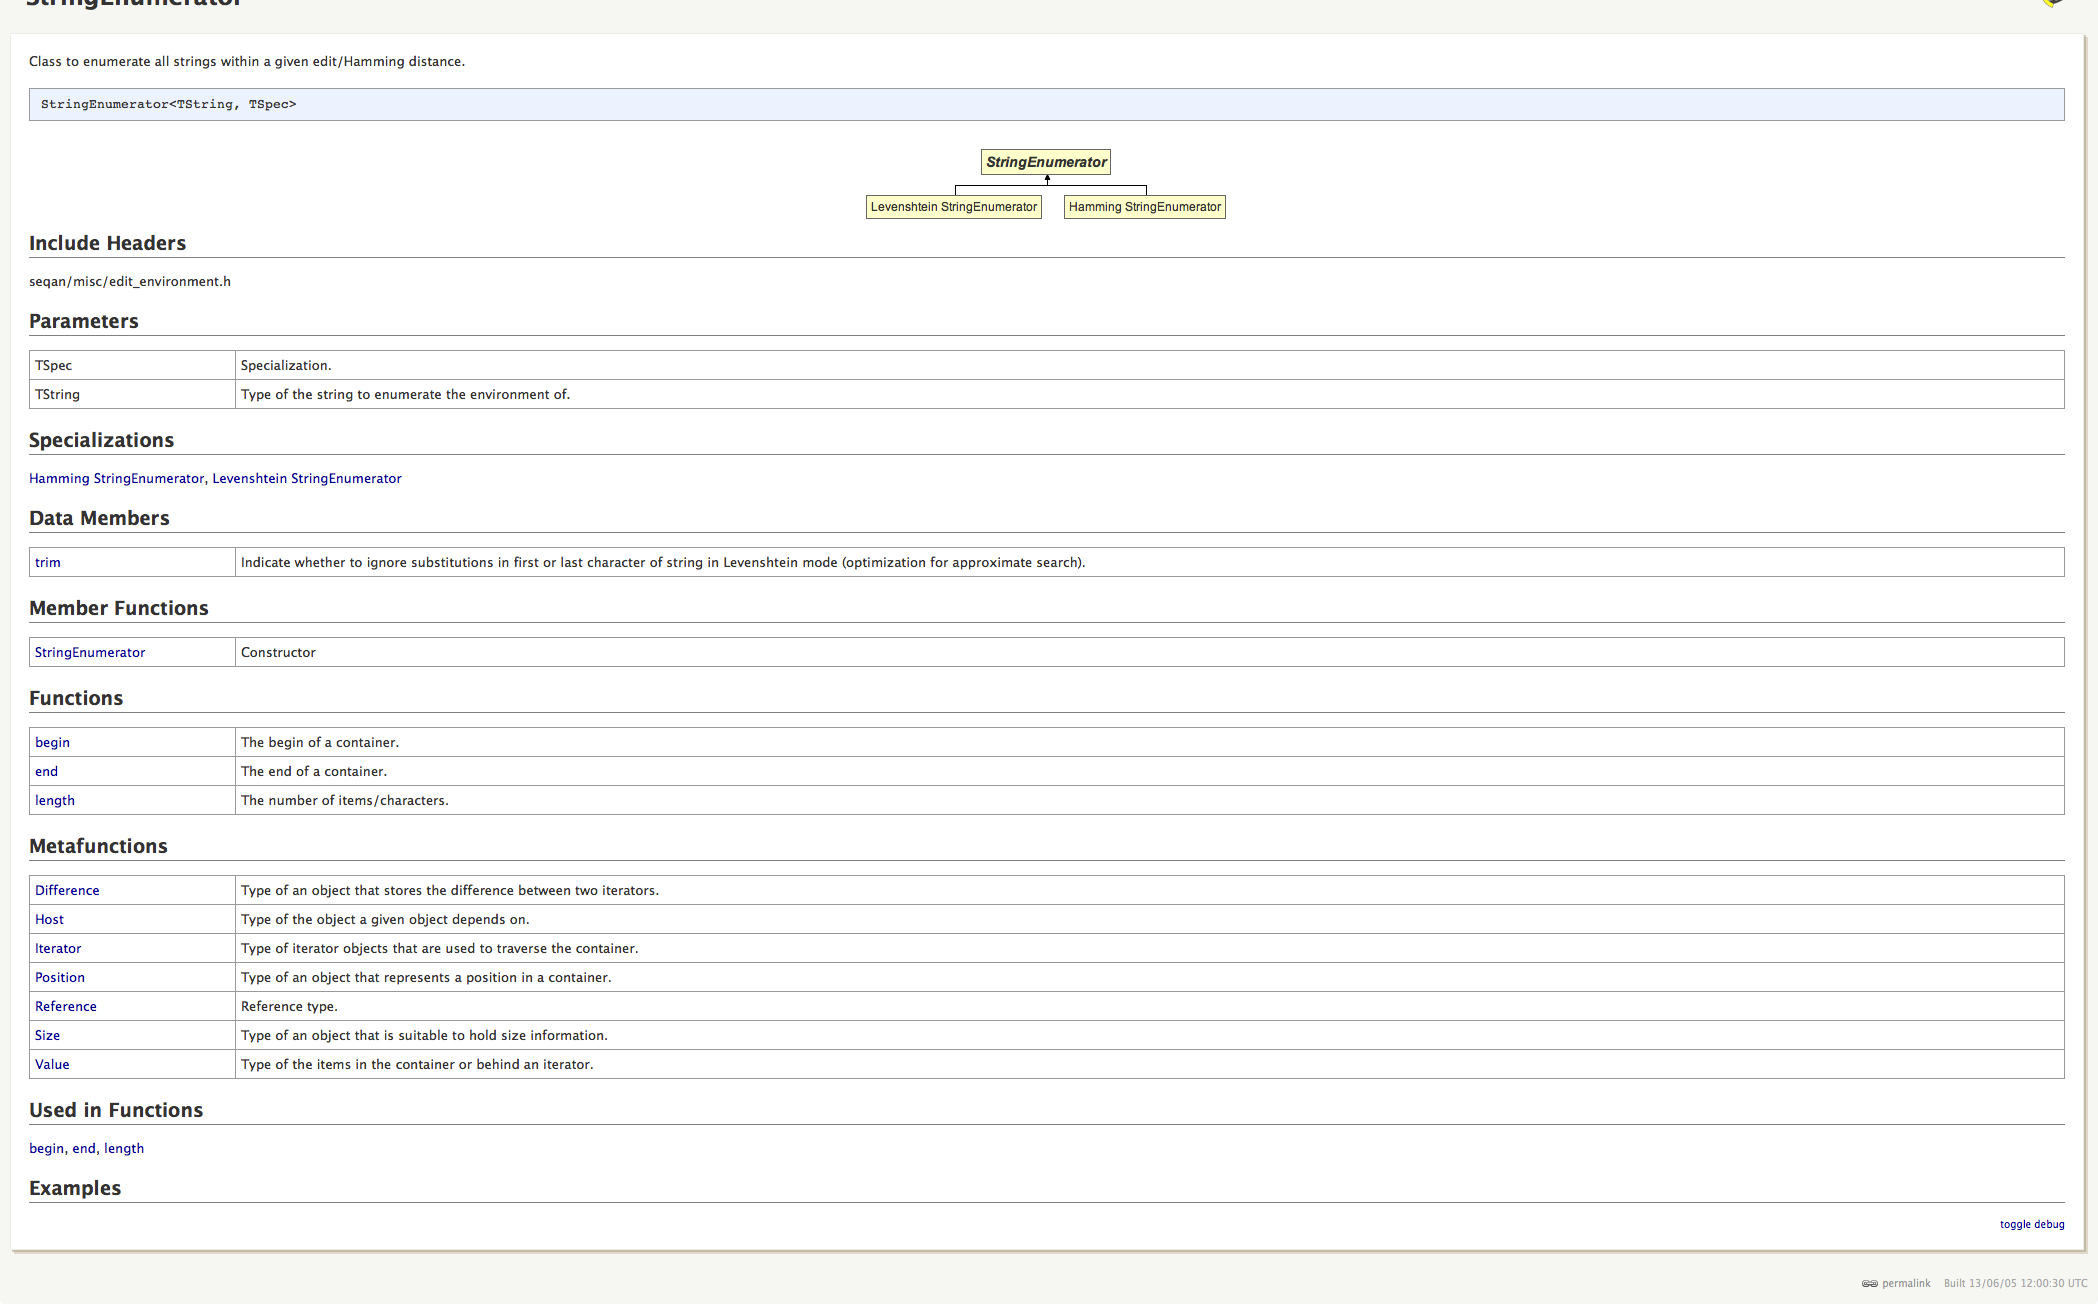 StringEnumerator
Class to enumerate all strings within a given edit/Hamming distance.
StringEnumerator<TString, TSpec>
StringEnumerator
Levenshtein StringEnumerator Hamming StringEnumerator
Include Headers
seqan/misc/edit_environment.h
Parameters
TSpec Specialization.
TString Type of the string to enumerate the environment of.
Specializations
Hamming StringEnumerator, Levenshtein StringEnumerator
Data Members
trim Indicate whether to ignore substitutions in first or last character of string in Levenshtein mode (optimization for approximate search).
Member Functions
StringEnumerator Constructor
Functions
begin The begin of a container.
end The end of a container.
length The number of items/characters.
Metafunctions
Difference Type of an object that stores the difference between two iterators.
Host Type of the object a given object depends on.
Iterator Type of iterator objects that are used to traverse the container.
Position Type of an object that represents a position in a container.
Reference Reference type.
Size Type of an object that is suitable to hold size information.
Value Type of the items in the container or behind an iterator.
Used in Functions
begin, end, length
Examples
toggle debug
permalink Built 13/06/05 12:00:30 UTC